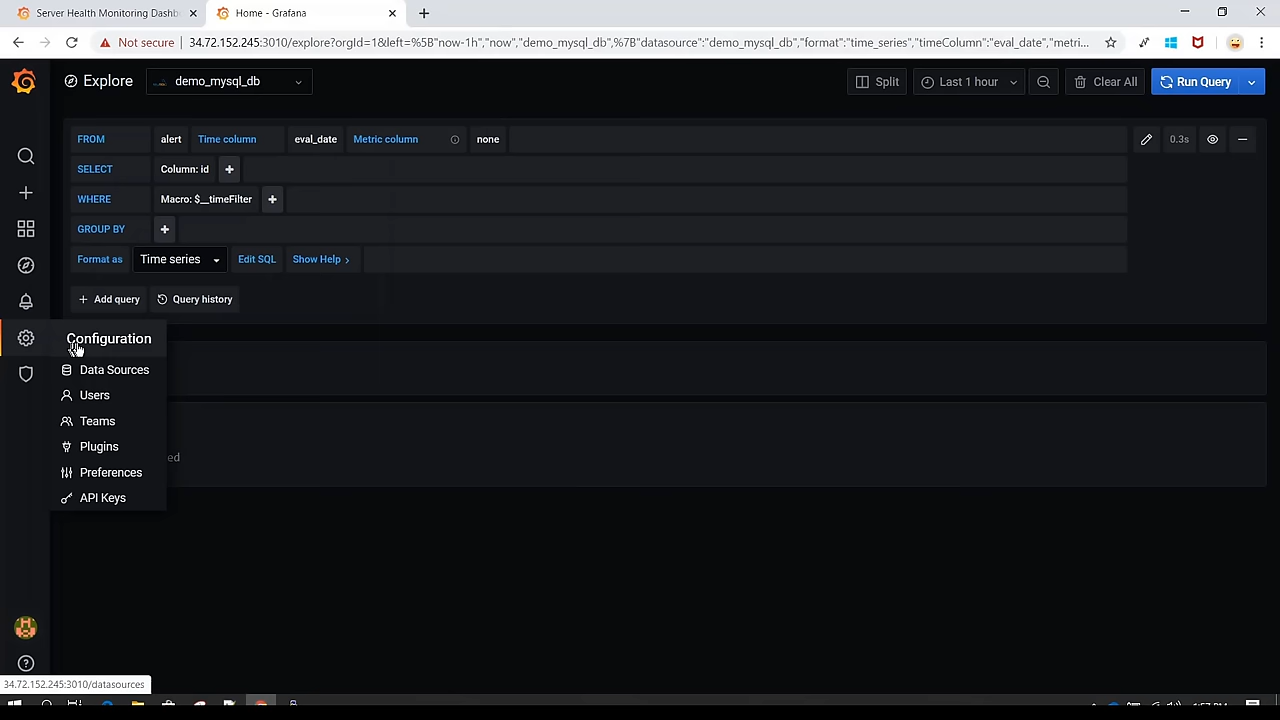 Server Health Monitoring Dashb
Home - Grafana
Not secure
34.72.152.245:3010/explore?orgId=1&left=%5B"now-1h","now","demo_mysql_db",%7B"datasource":"demo_mysql_db","format":"time_series","timeColumn":"eval_date","metri...
Explore
demo_mysql_db
Split
Last 1 hour
Clear All
Run Query
FROM alert Time column eval_date Metric column none
0.3s
SELECT Column: id +
WHERE Macro: $__timeFilter +
GROUP BY +
Format as Time series Edit SQL Show Help >
+ Add query Query history
Configuration
Data Sources
Users
Teams
Plugins
ed
Preferences
API Keys
34.72.152.245:3010/datasources